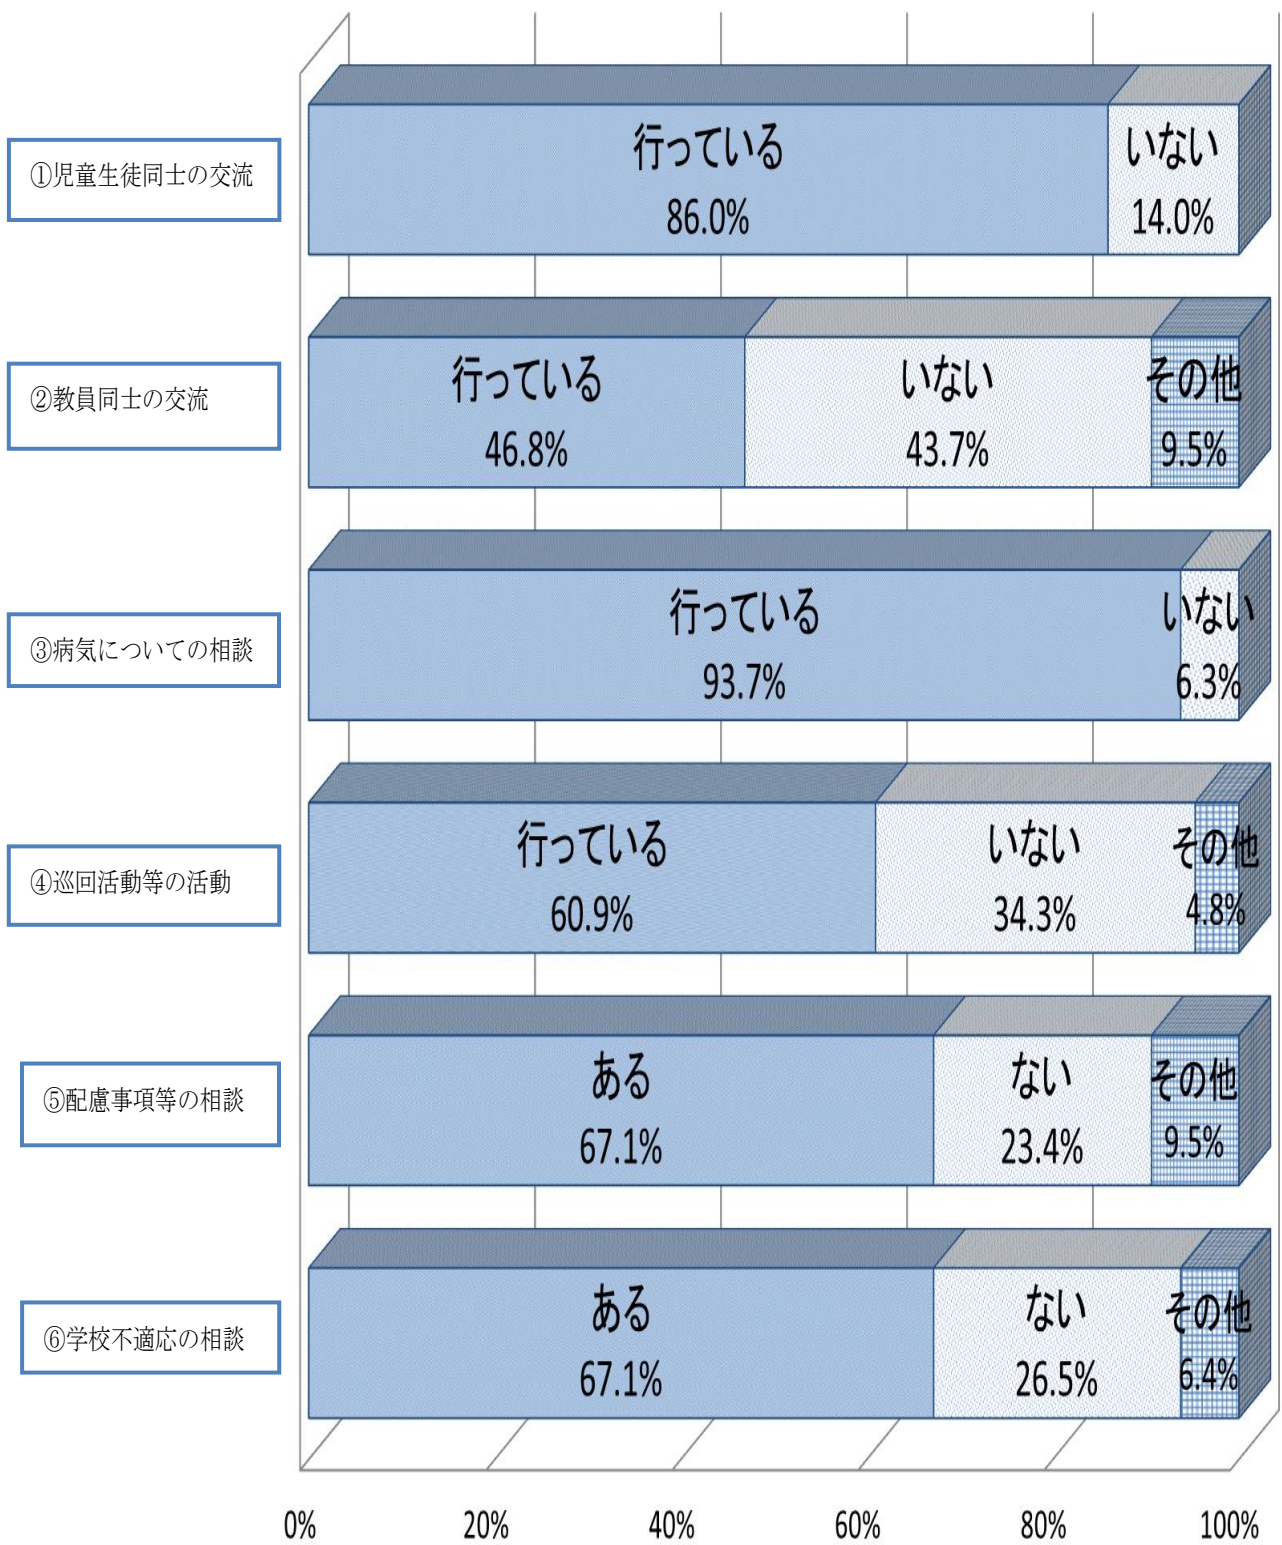 ①児童生徒同士の交流
行っている
86.0%
いない
14.0%
②教員同士の交流
行っている
46.8%
いない
43.7%
その他
9.5%
③病気についての相談
行っている
93.7%
いない
6.3%
④巡回活動等の活動
行っている
60.9%
いない
34.3%
その他
4.8%
⑤配慮事項等の相談
ある
67.1%
ない
23.4%
その他
9.5%
⑥学校不適応の相談
ある
67.1%
ない
26.5%
その他
6.4%
0% 20% 40% 60% 80% 100%